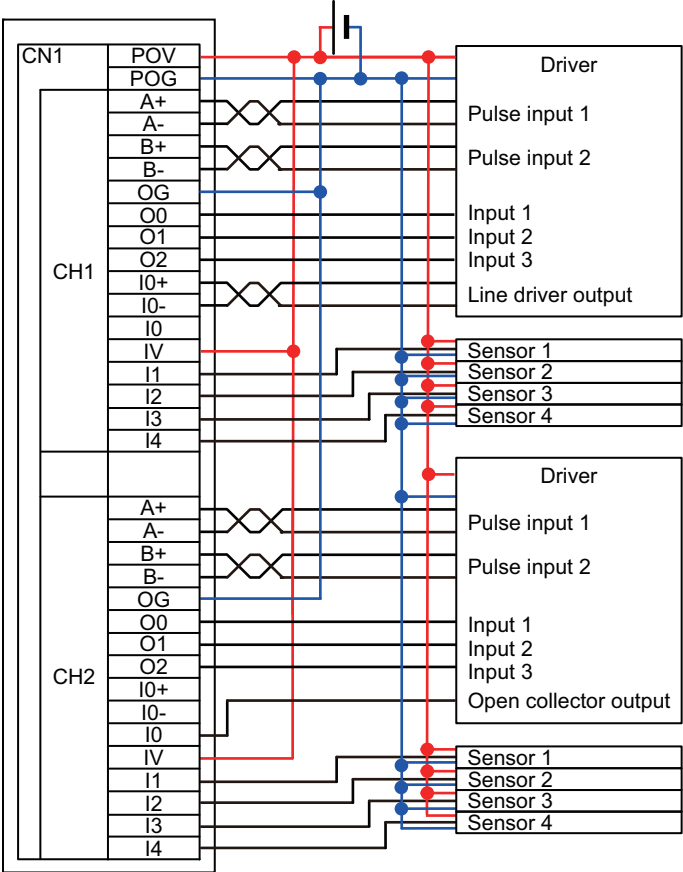 CN1
POV
POG
Driver
CH1
A+
A-
Pulse input 1
B+
B-
Pulse input 2
OG
O0
Input 1
O1
Input 2
O2
Input 3
I0+
I0-
Line driver output
I0
IV
I1
Sensor 1
I2
Sensor 2
I3
Sensor 3
I4
Sensor 4
Driver
CH2
A+
A-
Pulse input 1
B+
B-
Pulse input 2
OG
O0
Input 1
O1
Input 2
O2
Input 3
I0+
I0-
Open collector output
I0
IV
I1
Sensor 1
I2
Sensor 2
I3
Sensor 3
I4
Sensor 4